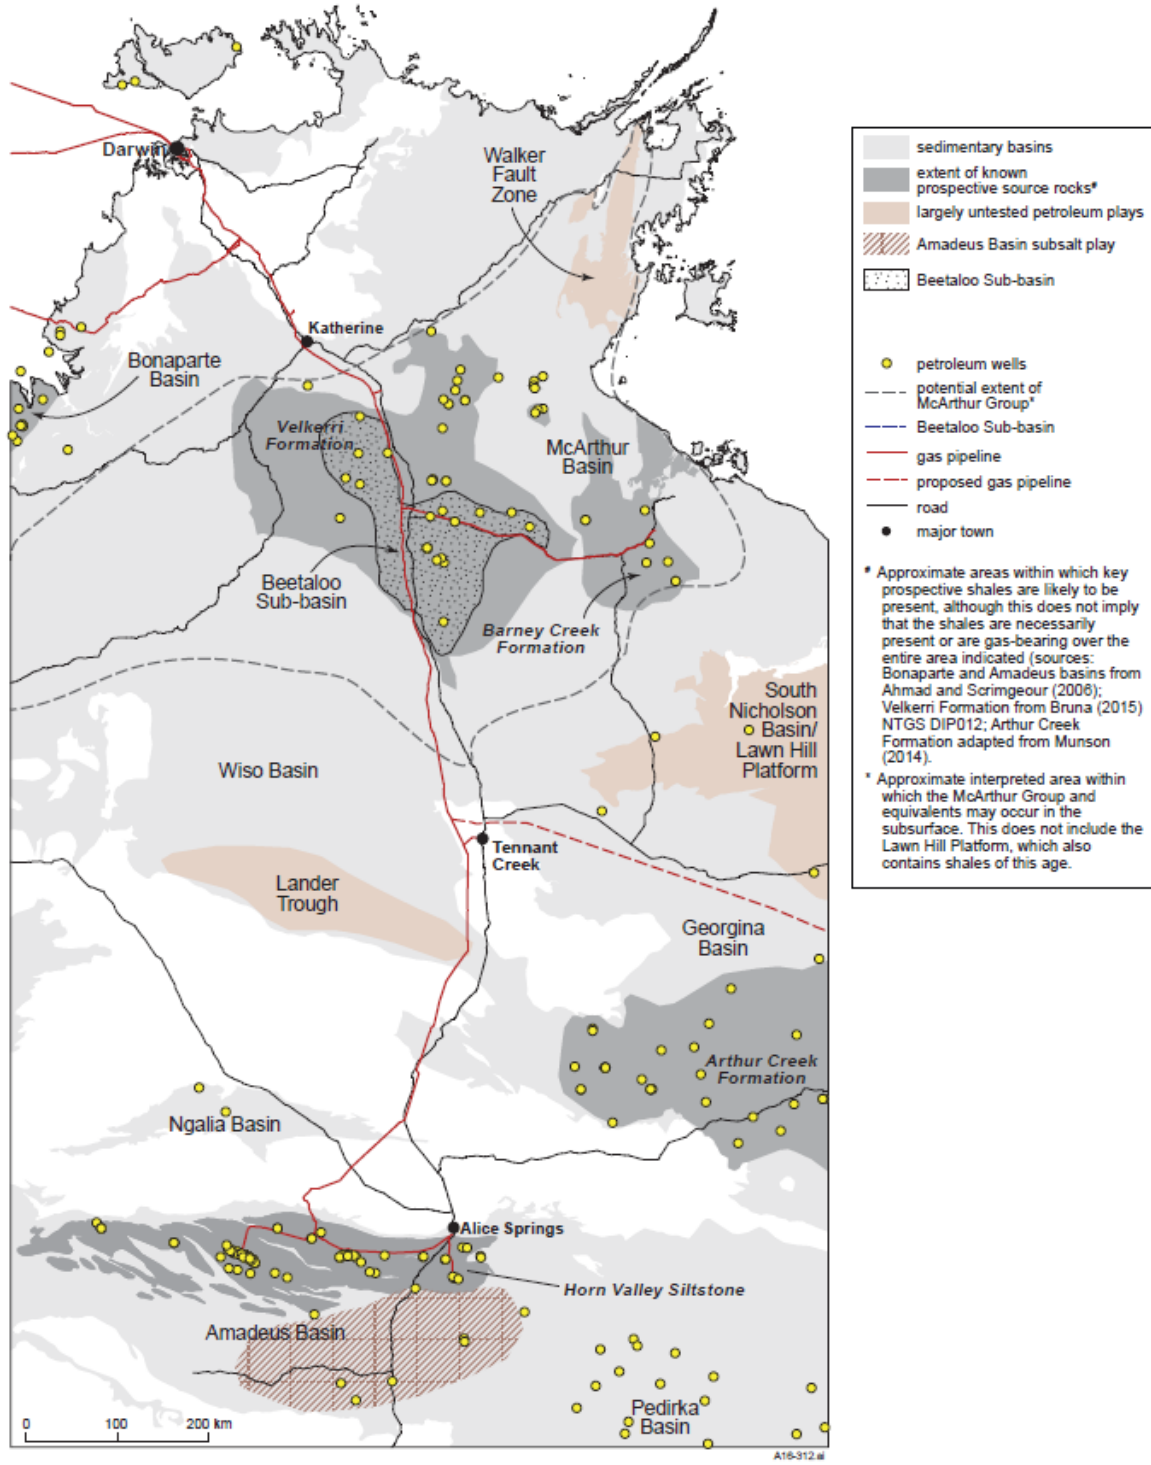 Darwin
Walker
Fault
Zone
Katherine
Bonaparte
Basin
Velkerri
Formation
McArthur
Basin
Beetaloo
Sub-basin
Barney Creek
Formation
South
Nicholson
Basin/
Lawn Hill
Platform
Wiso Basin
Tennant
Creek
Lander
Trough
Georgina
Basin
Arthur Creek
Formation
Ngalia Basin
Alice Springs
Horn Valley Siltstone
Amadeus Basin
Pedirka
Basin
0 100 200 km
A16-312.ai
sedimentary basins
extent of known
prospective source rocks#
largely untested petroleum plays
Amadeus Basin subsalt play
Beetaloo Sub-basin
petroleum wells
potential extent of
McArthur Group*
Beetaloo Sub-basin
gas pipeline
proposed gas pipeline
road
major town
# Approximate areas within which key
prospective shales are likely to be
present, although this does not imply
that the shales are necessarily
present or are gas-bearing over the
entire area indicated (sources:
Bonaparte and Amadeus basins from
Ahmad and Scrimgeour (2006);
Velkerri Formation from Bruna (2015)
NTGS DIP012; Arthur Creek
Formation adapted from Munson
(2014).
* Approximate interpreted area within
which the McArthur Group and
equivalents may occur in the
subsurface. This does not include the
Lawn Hill Platform, which also
contains shales of this age.